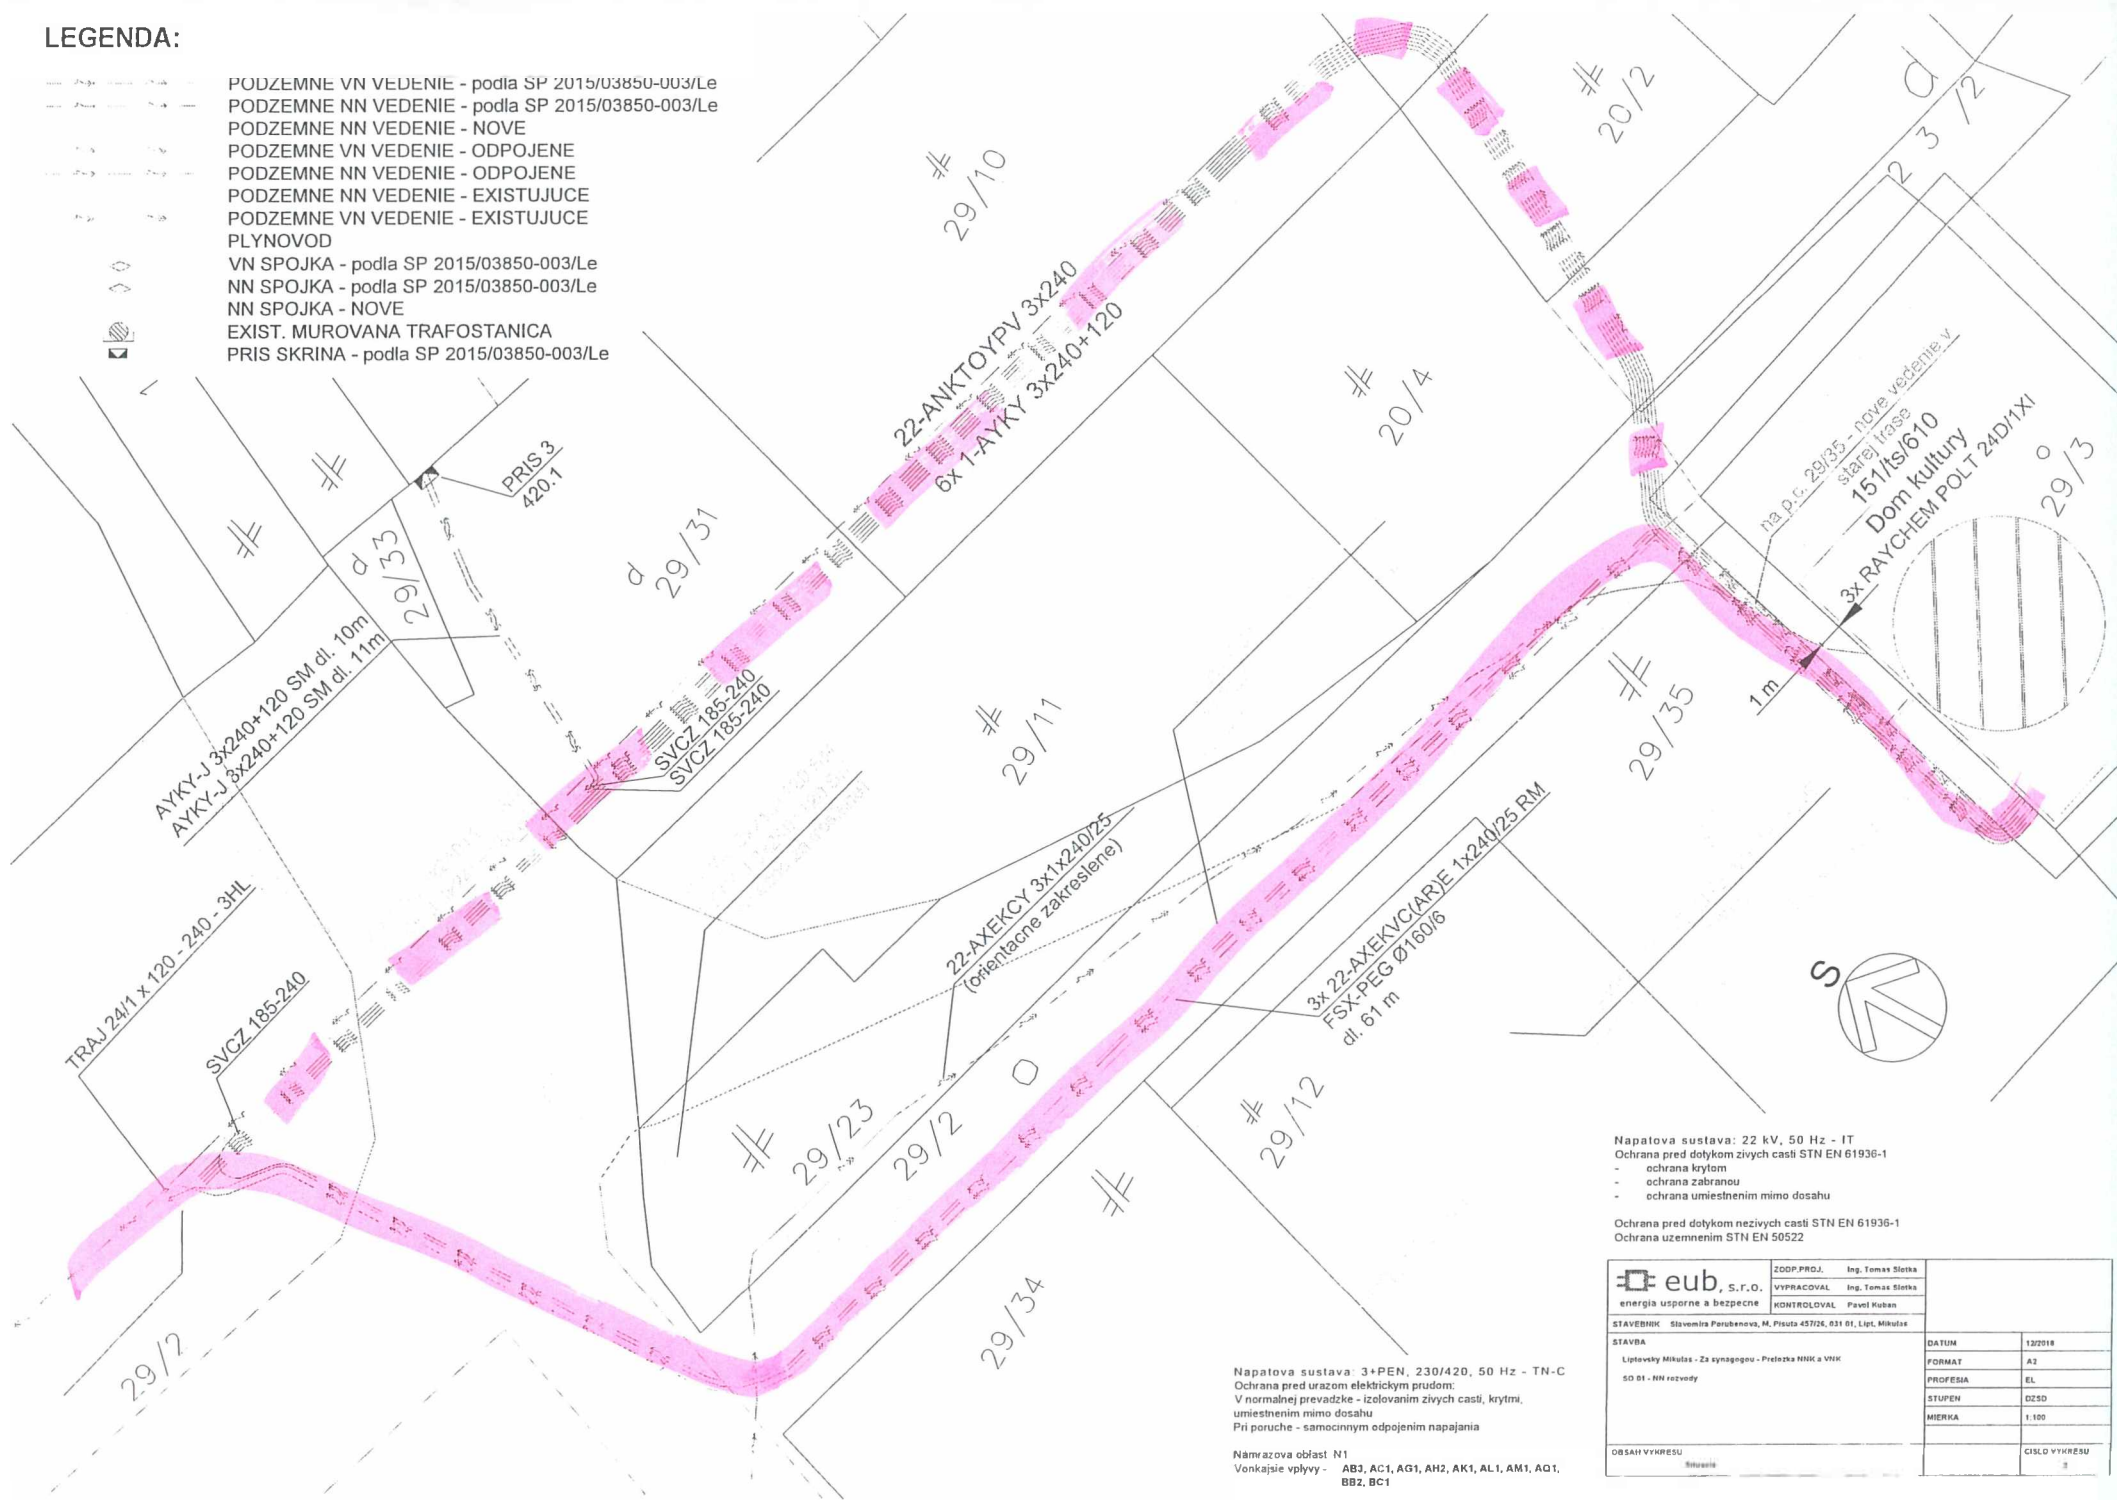 LEGENDA:
PODZEMNE VN VEDENIE - podla SP 2015/03850-003/Le
PODZEMNE NN VEDENIE - podla SP 2015/03850-003/Le
PODZEMNE NN VEDENIE - NOVE
PODZEMNE VN VEDENIE - ODPOJENE
PODZEMNE NN VEDENIE - ODPOJENE
PODZEMNE NN VEDENIE - EXISTUJUCE
PODZEMNE VN VEDENIE - EXISTUJUCE
PLYNOVOD
VN SPOJKA - podla SP 2015/03850-003/Le
NN SPOJKA - podla SP 2015/03850-003/Le
NN SPOJKA - NOVE
EXIST. MUROVANA TRAFOSTANICA
PRIS SKRINA - podla SP 2015/03850-003/Le
29/10
20/2
d
23/2
22-ANKTOYPV 3x240
6x 1-AYKY 3x240+120
20/4
na p.c. 29/35 - nove vedenie v
starej trase
151/ts/610
Dom kultury
3x RAYCHEM POLT 24D/1XI
o
29/3
1 m
PRIS 3
420.1
d
29/33
d
29/31
AYKY-J 3x240+120 SM dl. 10m
AYKY-J 3x240+120 SM dl. 11m
SVCZ 185-240
SVCZ 185-240
29/11
29/35
TRAJ 24/1 x 120 - 240 - 3HL
SVCZ 185-240
22-AXEKCY 3x1x240/25
(orientacne zakreslene)
3x 22-AXEKVC(AR)E 1x240/25 RM
FSX-PEG Ø160/6
dl. 61 m
S
O
29/23
29/2
29/12
29/34
29/2
Napatova sustava: 22 kV, 50 Hz - IT
Ochrana pred dotykom zivych casti STN EN 61936-1
- ochrana krytom
- ochrana zabranou
- ochrana umiestnenim mimo dosahu
Ochrana pred dotykom nezivych casti STN EN 61936-1
Ochrana uzemnenim STN EN 50522
Napatova sustava: 3+PEN, 230/420, 50 Hz - TN-C
Ochrana pred urazom elektrickym prudom:
V normalnej prevadzke - izolovanim zivych casti, krytmi,
umiestnenim mimo dosahu
Pri poruche - samocinnym odpojenim napajania
Namrazova oblast N1
Vonkajsie vplyvy - AB3, AC1, AG1, AH2, AK1, AL1, AM1, AQ1,
BB2, BC1
eub, s.r.o.
energia usporne a bezpecne
ZODP.PROJ. Ing. Tomas Slotka
VYPRACOVAL Ing. Tomas Slotka
KONTROLOVAL Pavol Kuban
STAVEBNIK Slavomira Porubenova, M. Pisuta 457/26, 031 01, Lipt. Mikulas
STAVBA
Liptovsky Mikulas - Za synagogou - Prelozka NNK a VNK
SO 01 - NN rozvody
DATUM 12/2018
FORMAT A2
PROFESIA EL
STUPEN DZSD
MIERKA 1:100
OBSAH VYKRESU
Situacia
CISLO VYKRESU